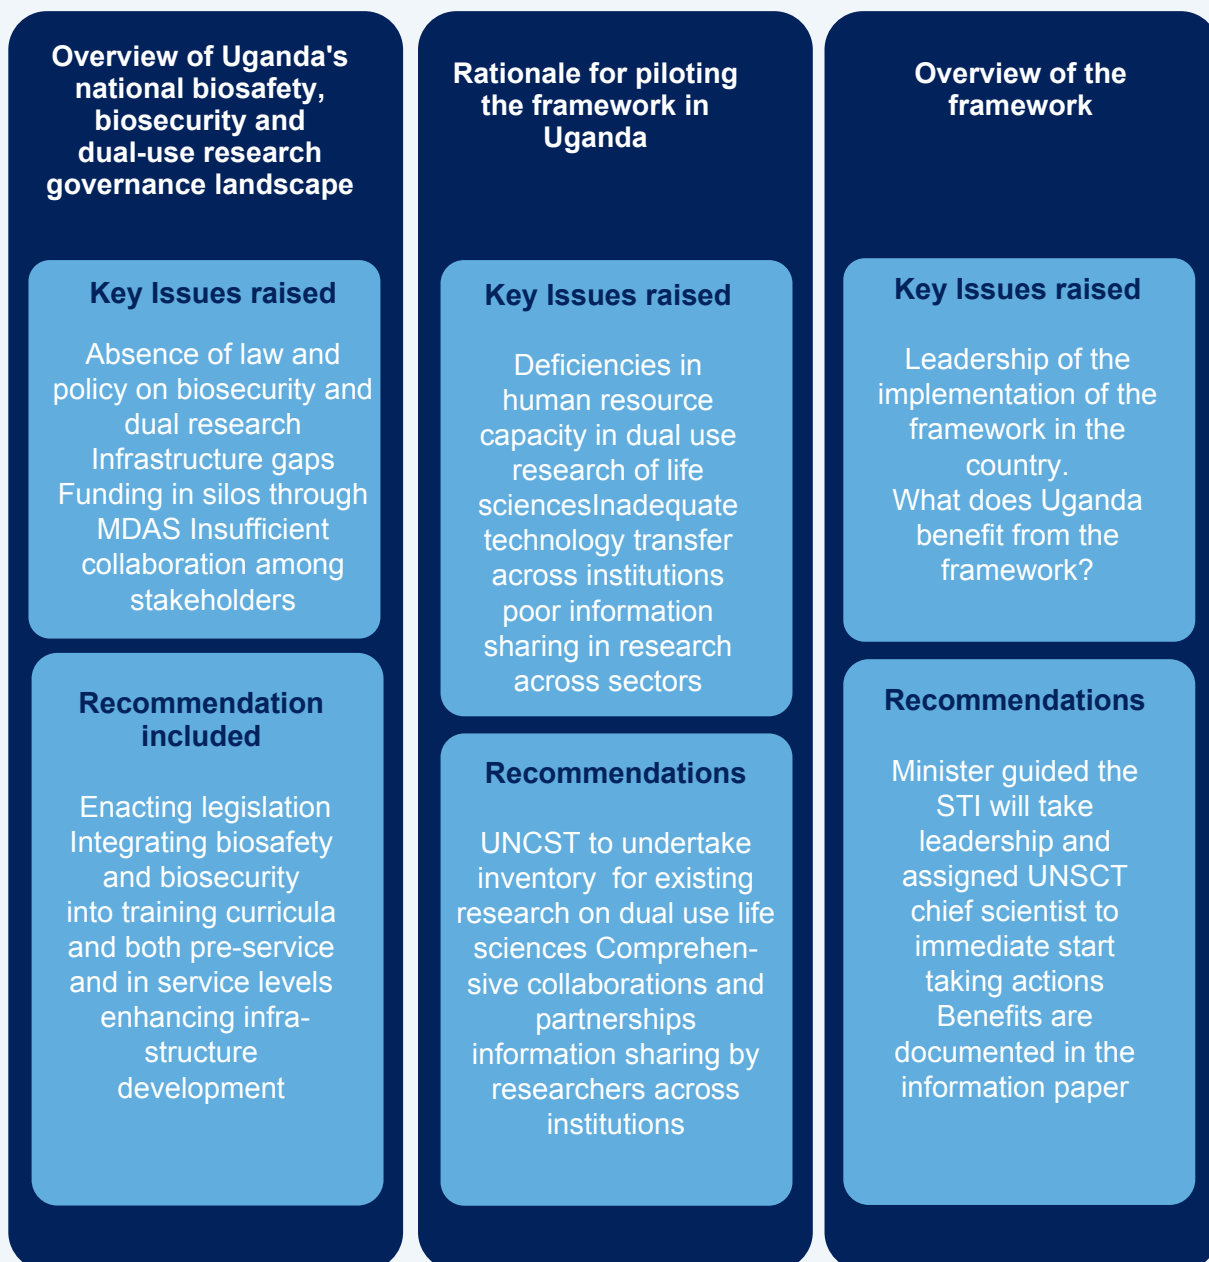 Overview of Uganda's
national biosafety,
biosecurity and
dual-use research
governance landscape
Key Issues raised
Absence of law and
policy on biosecurity and
dual research
Infrastructure gaps
Funding in silos through
MDAS Insufficient
collaboration among
stakeholders
Recommendation
included
Enacting legislation
Integrating biosafety
and biosecurity
into training curricula
and both pre-service
and in service levels
enhancing infra-
structure
development
Rationale for piloting
the framework in
Uganda
Key Issues raised
Deficiencies in
human resource
capacity in dual use
research of life
sciencesInadequate
technology transfer
across institutions
poor information
sharing in research
across sectors
Recommendations
UNCST to undertake
inventory  for existing
research on dual use life
sciences Comprehen-
sive collaborations and
partnerships
information sharing by
researchers across
institutions
Overview of the
framework
Key Issues raised
Leadership of the
implementation of the
framework in the
country.
What does Uganda
benefit from the
framework?
Recommendations
Minister guided the
STI will take
leadership and
assigned UNSCT
chief scientist to
immediate start
taking actions
Benefits are
documented in the
information paper